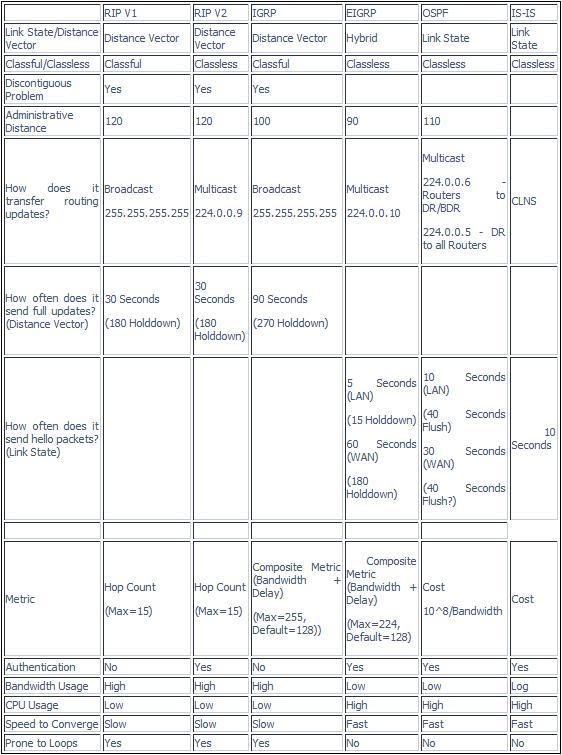 RIP V1 RIP V2 IGRP EIGRP OSPF IS-IS
Link State/Distance Vector Distance Vector Distance Vector Distance Vector Hybrid Link State Link State
Classful/Classless Classful Classless Classful Classless Classless Classless
Discontiguous Problem Yes Yes Yes
Administrative Distance 120 120 100 90 110
How does it transfer routing updates? Broadcast 255.255.255.255 Multicast 224.0.0.9 Broadcast 255.255.255.255 Multicast 224.0.0.10 Multicast 224.0.0.6 - Routers to DR/BDR 224.0.0.5 - DR to all Routers CLNS
How often does it send full updates? (Distance Vector) 30 Seconds (180 Holddown) 30 Seconds (180 Holddown) 90 Seconds (270 Holddown)
How often does it send hello packets? (Link State) 5 Seconds (LAN) (15 Holddown) 60 Seconds (WAN) (180 Holddown) 10 Seconds (LAN) (40 Seconds Flush) 30 Seconds (WAN) (40 Seconds Flush?) 10 Seconds
Metric Hop Count (Max=15) Hop Count (Max=15) Composite Metric (Bandwidth + Delay) (Max=255, Default=128)) Composite Metric (Bandwidth + Delay) (Max=224, Default=128) Cost 10^8/Bandwidth Cost
Authentication No Yes No Yes Yes Yes
Bandwidth Usage High High High Low Low Log
CPU Usage Low Low Low High High High
Speed to Converge Slow Slow Slow Fast Fast Fast
Prone to Loops Yes Yes Yes No No No